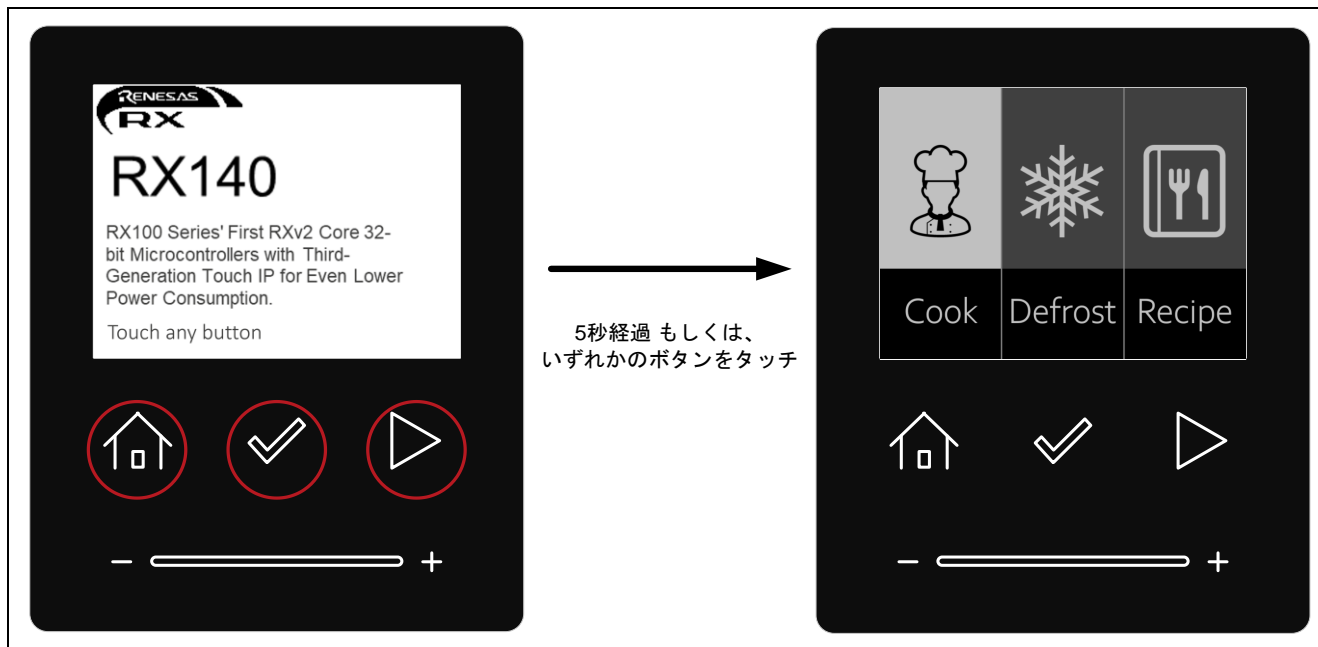 RENESAS
RX
RX140
RX100 Series' First RXv2 Core 32-
bit Microcontrollers with Third-
Generation Touch IP for Even Lower
Power Consumption.
Touch any button
− +
5秒経過 もしくは、
いずれかのボタンをタッチ
Cook Defrost Recipe
− +